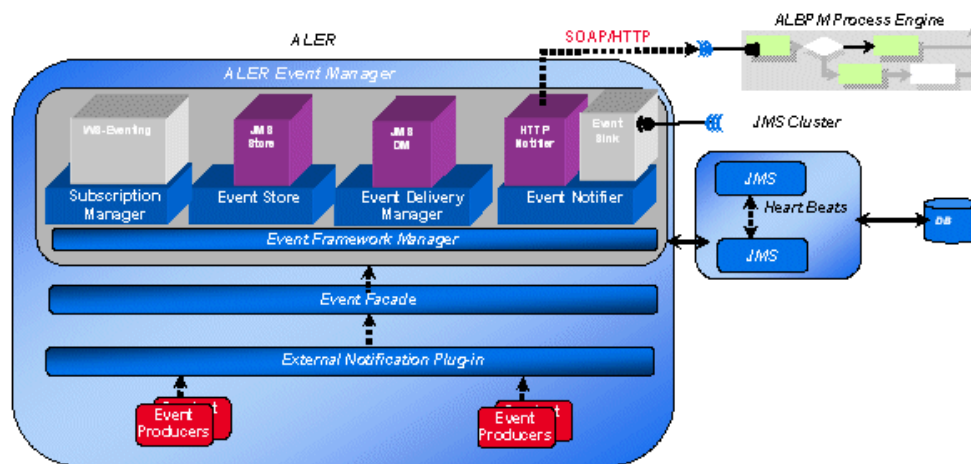 ALBPM Process Engine
SOAP/HTTP
ALER
ALER Event Manager
WS-Eventing
JMS
Store
JMS
DM
HTTP
Notifier
Event
Sink
JMS Cluster
Subscription
Manager
Event Store
Event Delivery
Manager
Event Notifier
JMS
Heart Beats
JMS
DB
Event Framework Manager
Event Facade
External Notification Plug-in
Event
Producers
Event
Producers